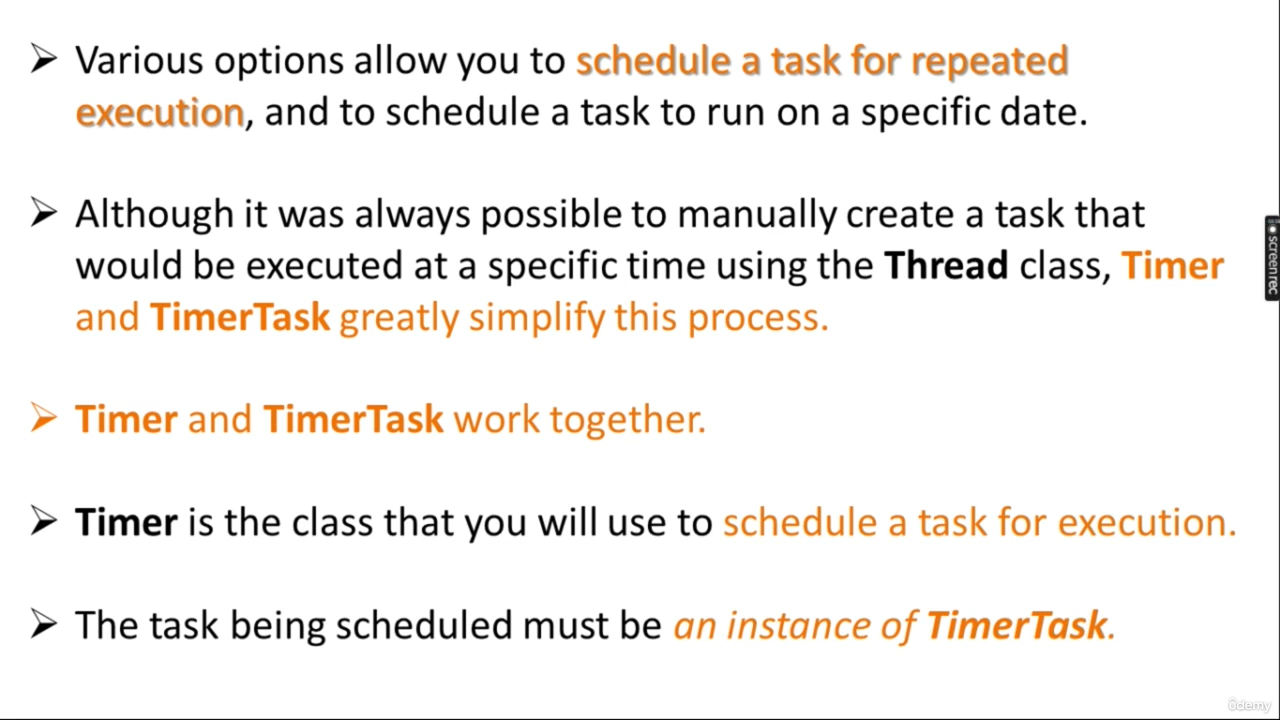 ➢ Various options allow you to schedule a task for repeated
execution, and to schedule a task to run on a specific date.
➢ Although it was always possible to manually create a task that
would be executed at a specific time using the Thread class, Timer
and TimerTask greatly simplify this process.
➢ Timer and TimerTask work together.
➢ Timer is the class that you will use to schedule a task for execution.
➢ The task being scheduled must be an instance of TimerTask.
screenrec
ûdemy